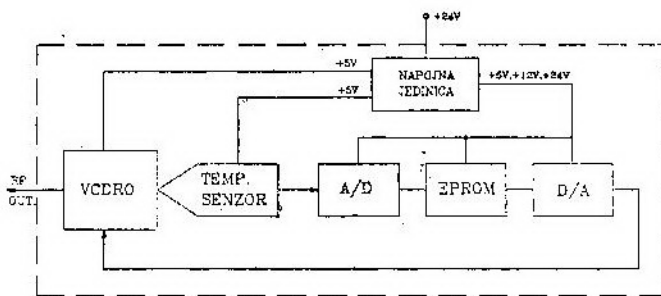 +24V
+5V
NAPOJNA
JEDINICA
+5V,+12V,+24V
+5V
RF
OUT.
VCDRO
TEMP.
SENZOR
A/D
EPROM
D/A